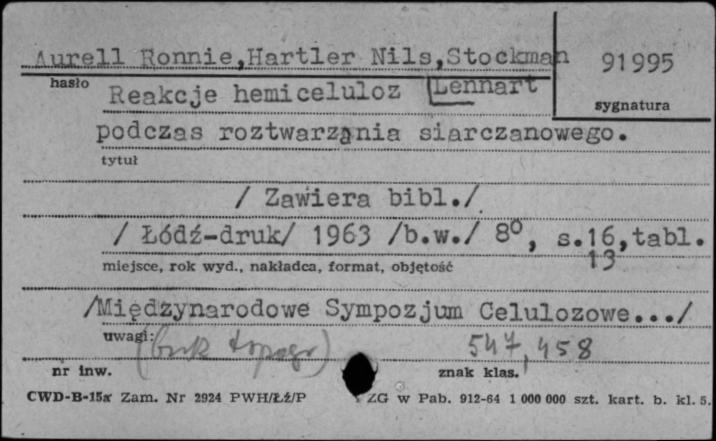 Aurell Ronnie,Hartler Nils,Stockman 91995
hasło Reakcje hemiceluloz [Lennart sygnatura
podczas roztwarzania siarczanowego.
tytuł
/ Zawiera bibl./
/ Łódź-druk/ 1963 /b.w./ 8°, s.16,tabl.
miejsce, rok wyd., nakładca, format, objętość 13
/Międzynarodowe Sympozjum Celulozowe.../
uwagi: 547,458
nr inw. znak klas.
CWD-B-15a Zam. Nr 2924 PWH/Łź/P ZG w Pab. 912-64 1 000 000 szt. kart. b. kl. 5.